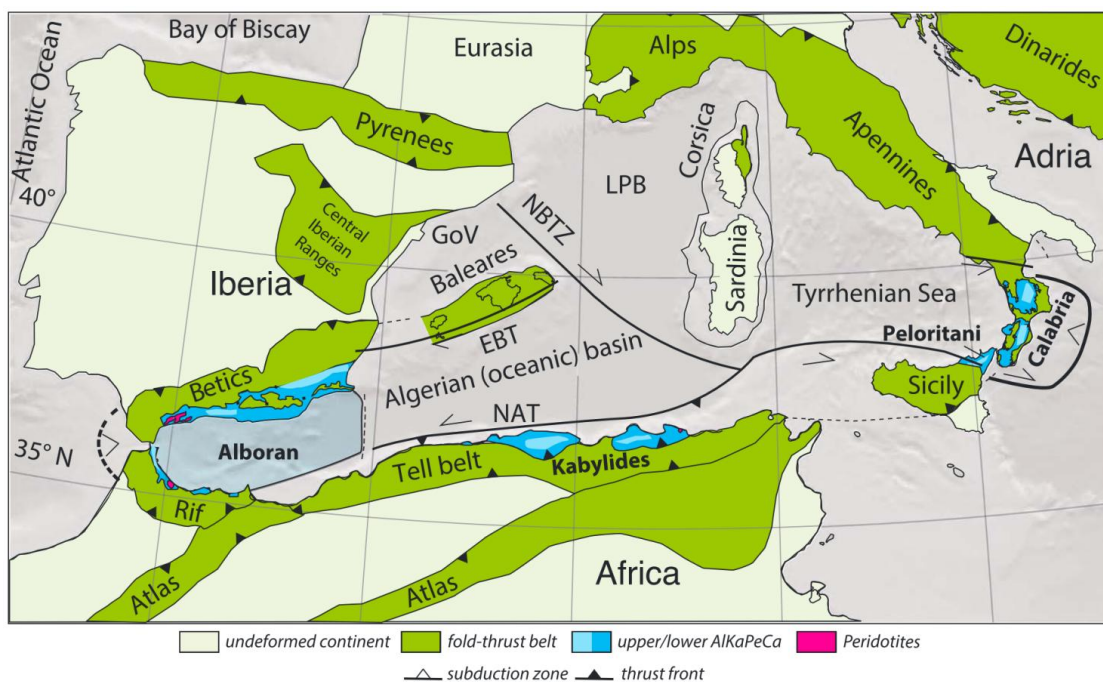 Bay of Biscay
Atlantic Ocean
Eurasia
Alps
Dinarides
Pyrenees
Corsica
Apennines
Adria
40°
LPB
NBTZ
Central
Iberian
Ranges
GoV
Baleares
Sardinia
Iberia
Tyrrhenian Sea
Peloritani
Calabria
EBT
Betics
Algerian (oceanic) basin
Sicily
NAT
35° N
Alboran
Tell belt
Kabylides
Rif
Atlas
Atlas
Africa
undeformed continent
fold-thrust belt
upper/lower AlKaPeCa
Peridotites
subduction zone
thrust front